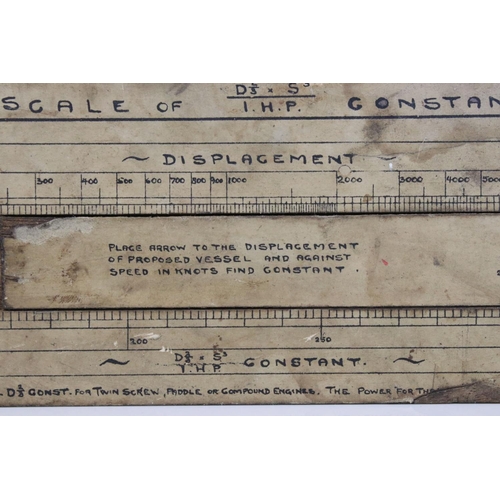 SCALE OF D⅔ × S³ / I.H.P. CONSTAN
~ DISPLACEMENT ~
300 400 500 600 700 800 900 1000 2000 3000 4000 5000
PLACE ARROW TO THE DISPLACEMENT
OF PROPOSED VESSEL AND AGAINST
SPEED IN KNOTS FIND CONSTANT.
200 250
~ D⅔ × S³ / I.H.P. CONSTANT. ~
D⅔ CONST. FOR TWIN SCREW, PADDLE OR COMPOUND ENGINES. THE POWER FOR TH